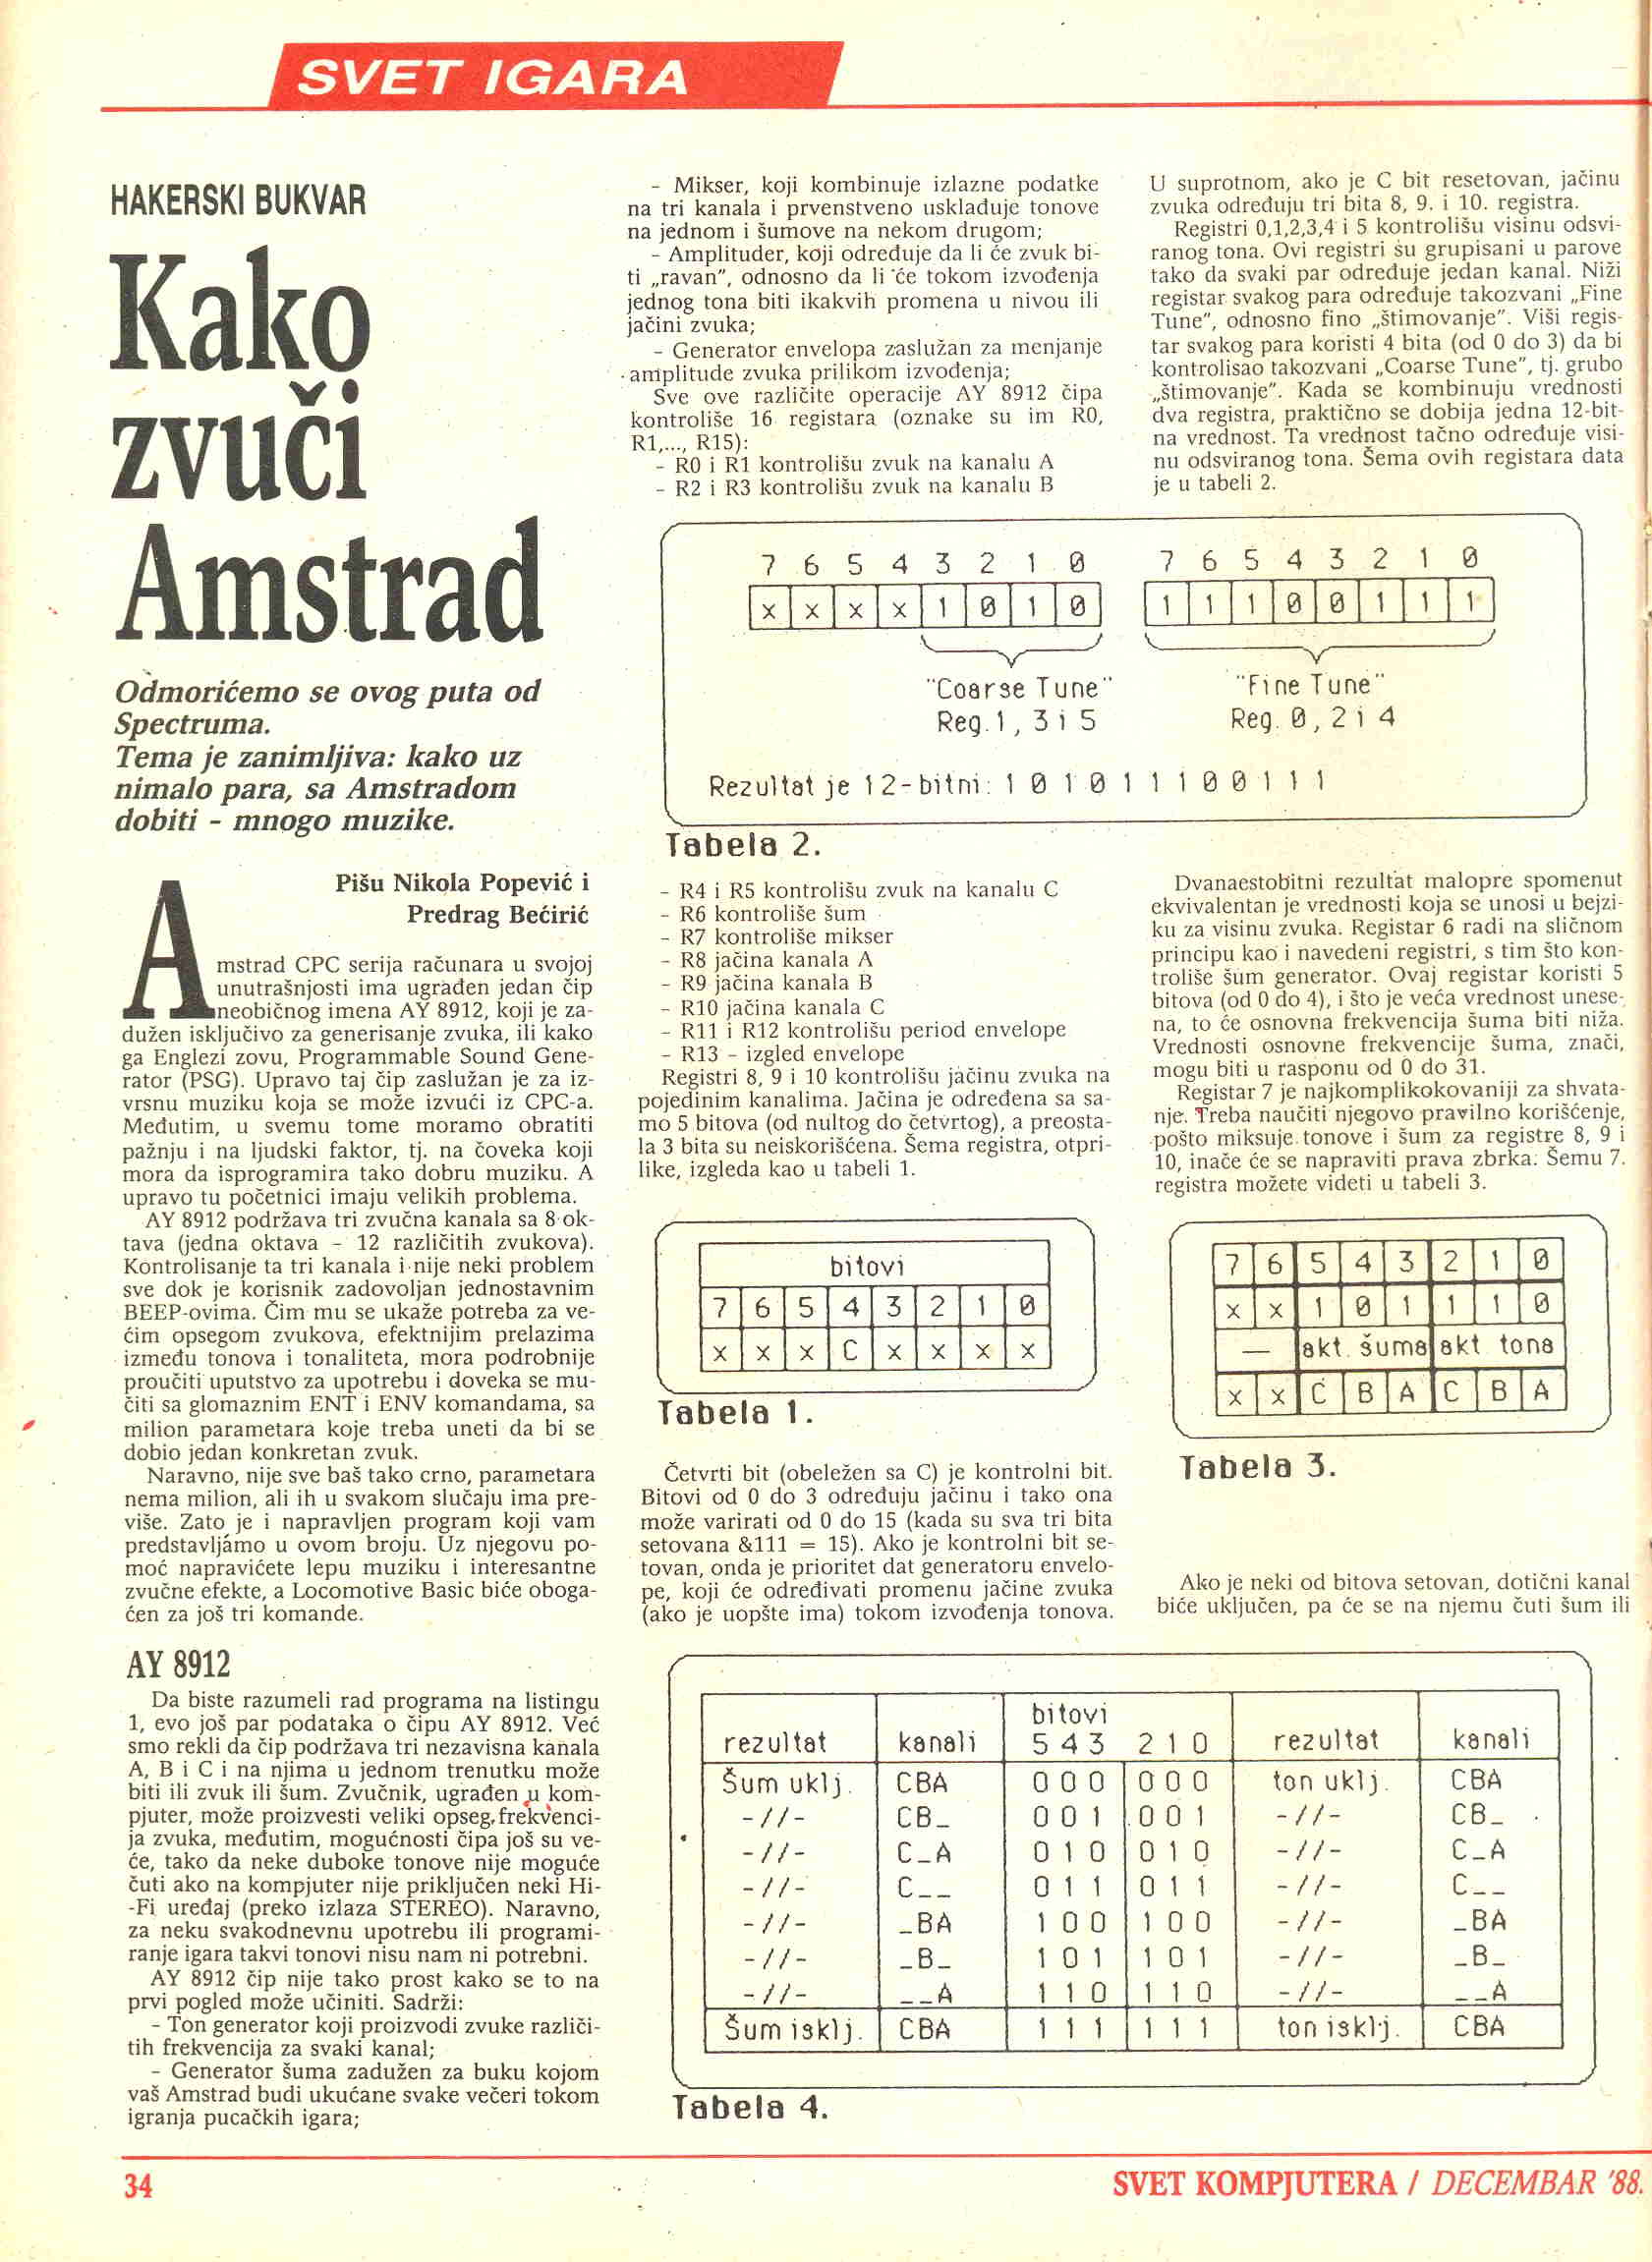 SVET IGARA
HAKERSKI BUKVAR
Kako
zvuči
Amstrad
Odmorićemo se ovog puta od
Spectruma.
Tema je zanimljiva: kako uz
nimalo para, sa Amstradom
dobiti - mnogo muzike.
Pišu Nikola Popević i
Predrag Bećirić
Amstrad CPC serija računara u svojoj
unutrašnjosti ima ugrađen jedan čip
neobičnog imena AY 8912, koji je za-
dužen isključivo za generisanje zvuka, ili kako
ga Englezi zovu, Programmable Sound Gene-
rator (PSG). Upravo taj čip zaslužan je za iz-
vrsnu muziku koja se može izvući iz CPC-a.
Međutim, u svemu tome moramo obratiti
pažnju i na ljudski faktor, tj. na čoveka koji
mora da isprogramira tako dobru muziku. A
upravo tu početnici imaju velikih problema.
AY 8912 podržava tri zvučna kanala sa 8 ok-
tava (jedna oktava - 12 različitih zvukova).
Kontrolisanje ta tri kanala i nije neki problem
sve dok je korisnik zadovoljan jednostavnim
BEEP-ovima. Čim mu se ukaže potreba za ve-
ćim opsegom zvukova, efektnijim prelazima
između tonova i tonaliteta, mora podrobnije
proučiti uputstvo za upotrebu i doveka se mu-
čiti sa glomaznim ENT i ENV komandama, sa
milion parametara koje treba uneti da bi se
dobio jedan konkretan zvuk.
Naravno, nije sve baš tako crno, parametara
nema milion, ali ih u svakom slučaju ima pre-
više. Zato je i napravljen program koji vam
predstavljamo u ovom broju. Uz njegovu po-
moć napravićete lepu muziku i interesantne
zvučne efekte, a Locomotive Basic biće oboga-
ćen za još tri komande.
AY 8912
Da biste razumeli rad programa na listingu
1, evo još par podataka o čipu AY 8912. Već
smo rekli da čip podržava tri nezavisna kanala
A, B i C i na njima u jednom trenutku može
biti ili zvuk ili šum. Zvučnik, ugrađen u kom-
pjuter, može proizvesti veliki opseg frekvenci-
ja zvuka, međutim, mogućnosti čipa još su ve-
će, tako da neke duboke tonove nije moguće
čuti ako na kompjuter nije priključen neki Hi-
-Fi uređaj (preko izlaza STEREO). Naravno,
za neku svakodnevnu upotrebu ili programi-
ranje igara takvi tonovi nisu nam ni potrebni.
AY 8912 čip nije tako prost kako se to na
prvi pogled može učiniti. Sadrži:
- Ton generator koji proizvodi zvuke različi-
tih frekvencija za svaki kanal;
- Generator šuma zadužen za buku kojom
vaš Amstrad budi ukućane svake večeri tokom
igranja pucačkih igara;
- Mikser, koji kombinuje izlazne podatke
na tri kanala i prvenstveno usklađuje tonove
na jednom i šumove na nekom drugom;
- Amplituder, koji određuje da li će zvuk bi-
ti „ravan”, odnosno da li će tokom izvođenja
jednog tona biti ikakvih promena u nivou ili
jačini zvuka;
- Generator envelopa zaslužan za menjanje
amplitude zvuka prilikom izvođenja;
Sve ove različite operacije AY 8912 čipa
kontroliše 16 registara (oznake su im R0,
R1,..., R15):
- R0 i R1 kontrolišu zvuk na kanalu A
- R2 i R3 kontrolišu zvuk na kanalu B
U suprotnom, ako je C bit resetovan, jačinu
zvuka određuju tri bita 8, 9. i 10. registra.
Registri 0,1,2,3,4 i 5 kontrolišu visinu odsvi-
ranog tona. Ovi registri su grupisani u parove
tako da svaki par određuje jedan kanal. Niži
registar svakog para određuje takozvani „Fine
Tune”, odnosno fino „štimovanje”. Viši regis-
tar svakog para koristi 4 bita (od 0 do 3) da bi
kontrolisao takozvani „Coarse Tune”, tj. grubo
„štimovanje”. Kada se kombinuju vrednosti
dva registra, praktično se dobija jedna 12-bit-
na vrednost. Ta vrednost tačno određuje visi-
nu odsviranog tona. Šema ovih registara data
je u tabeli 2.
7 6 5 4 3 2 1 0 7 6 5 4 3 2 1 0
x x x x 1 0 1 0 1 1 1 0 0 1 1 1
"Coarse Tune" "Fine Tune"
Reg. 1, 3 i 5 Reg. 0, 2 i 4
Rezultat je 12-bitni: 1 0 1 0 1 1 1 0 0 1 1 1
Tabela 2.
- R4 i R5 kontrolišu zvuk na kanalu C
- R6 kontroliše šum
- R7 kontroliše mikser
- R8 jačina kanala A
- R9 jačina kanala B
- R10 jačina kanala C
- R11 i R12 kontrolišu period envelope
- R13 - izgled envelope
Registri 8, 9 i 10 kontrolišu jačinu zvuka na
pojedinim kanalima. Jačina je određena sa sa-
mo 5 bitova (od nultog do četvrtog), a preosta-
la 3 bita su neiskorišćena. Šema registra, otpri-
like, izgleda kao u tabeli 1.
bitovi
7 6 5 4 3 2 1 0
x x x C x x x x
Tabela 1.
Četvrti bit (obeležen sa C) je kontrolni bit.
Bitovi od 0 do 3 određuju jačinu i tako ona
može varirati od 0 do 15 (kada su sva tri bita
setovana &111 = 15). Ako je kontrolni bit se-
tovan, onda je prioritet dat generatoru envelo-
pe, koji će određivati promenu jačine zvuka
(ako je uopšte ima) tokom izvođenja tonova.
Dvanaestobitni rezultat malopre spomenut
ekvivalentan je vrednosti koja se unosi u bejzi-
ku za visinu zvuka. Registar 6 radi na sličnom
principu kao i navedeni registri, s tim što kon-
troliše šum generator. Ovaj registar koristi 5
bitova (od 0 do 4), i što je veća vrednost unese-
na, to će osnovna frekvencija šuma biti niža.
Vrednosti osnovne frekvencije šuma, znači,
mogu biti u rasponu od 0 do 31.
Registar 7 je najkomplikokovaniji za shvata-
nje. Treba naučiti njegovo pravilno korišćenje,
pošto miksuje tonove i šum za registre 8, 9 i
10, inače će se napraviti prava zbrka. Šemu 7.
registra možete videti u tabeli 3.
7 6 5 4 3 2 1 0
x x 1 0 1 1 1 0
— akt. šuma akt tona
x x C B A C B A
Tabela 3.
Ako je neki od bitova setovan, dotični kanal
biće uključen, pa će se na njemu čuti šum ili
bitovi
rezultat kanali 5 4 3 2 1 0 rezultat kanali
Šum uklj. CBA 0 0 0 0 0 0 ton uklj. CBA
-//- CB_ 0 0 1 0 0 1 -//- CB_
-//- C_A 0 1 0 0 1 0 -//- C_A
-//- C__ 0 1 1 0 1 1 -//- C__
-//- _BA 1 0 0 1 0 0 -//- _BA
-//- _B_ 1 0 1 1 0 1 -//- _B_
-//- __A 1 1 0 1 1 0 -//- __A
Šum isklj. CBA 1 1 1 1 1 1 ton isklj. CBA
Tabela 4.
34
SVET KOMPJUTERA / DECEMBAR '88.